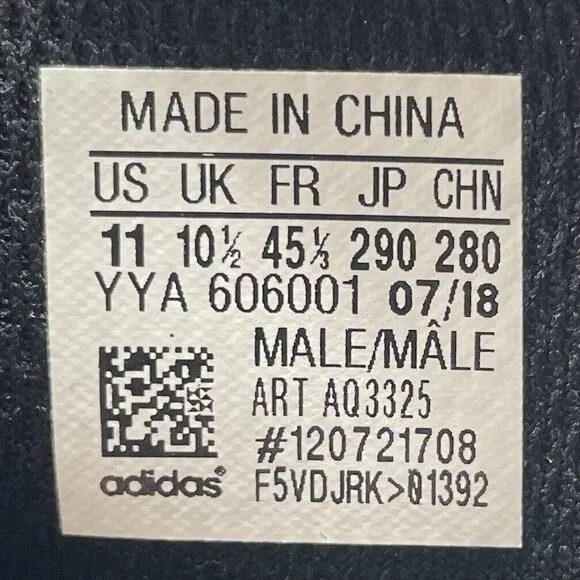 MADE IN CHINA
US UK FR JP CHN
11 10½ 45⅓ 290 280
YYA 606001 07/18
MALE/MÂLE
ART AQ3325
#120721708
adidas® F5VDJRK>01392